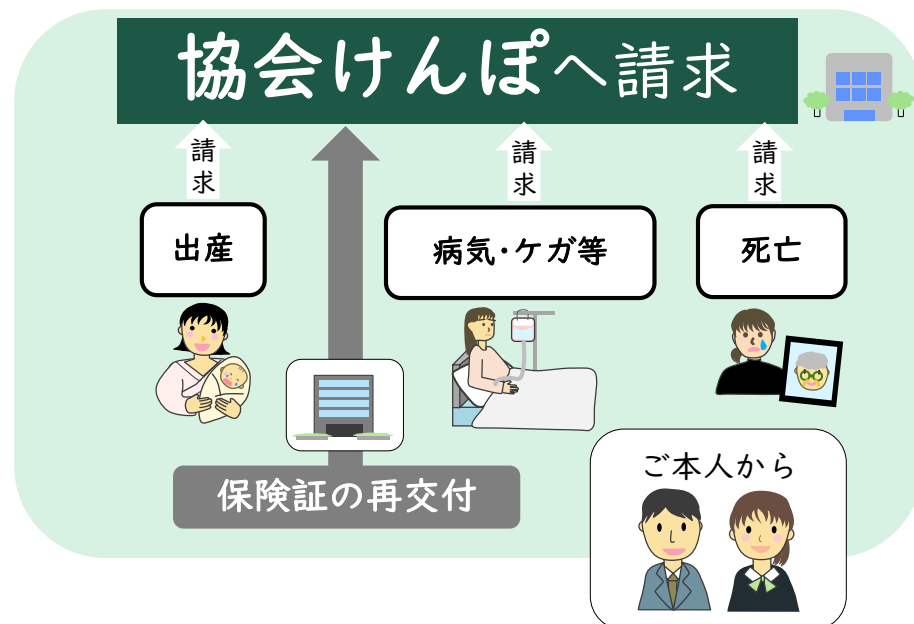 協会けんぽへ請求
請求
請求
請求
出産
病気・ケガ等
死亡
保険証の再交付
ご本人から